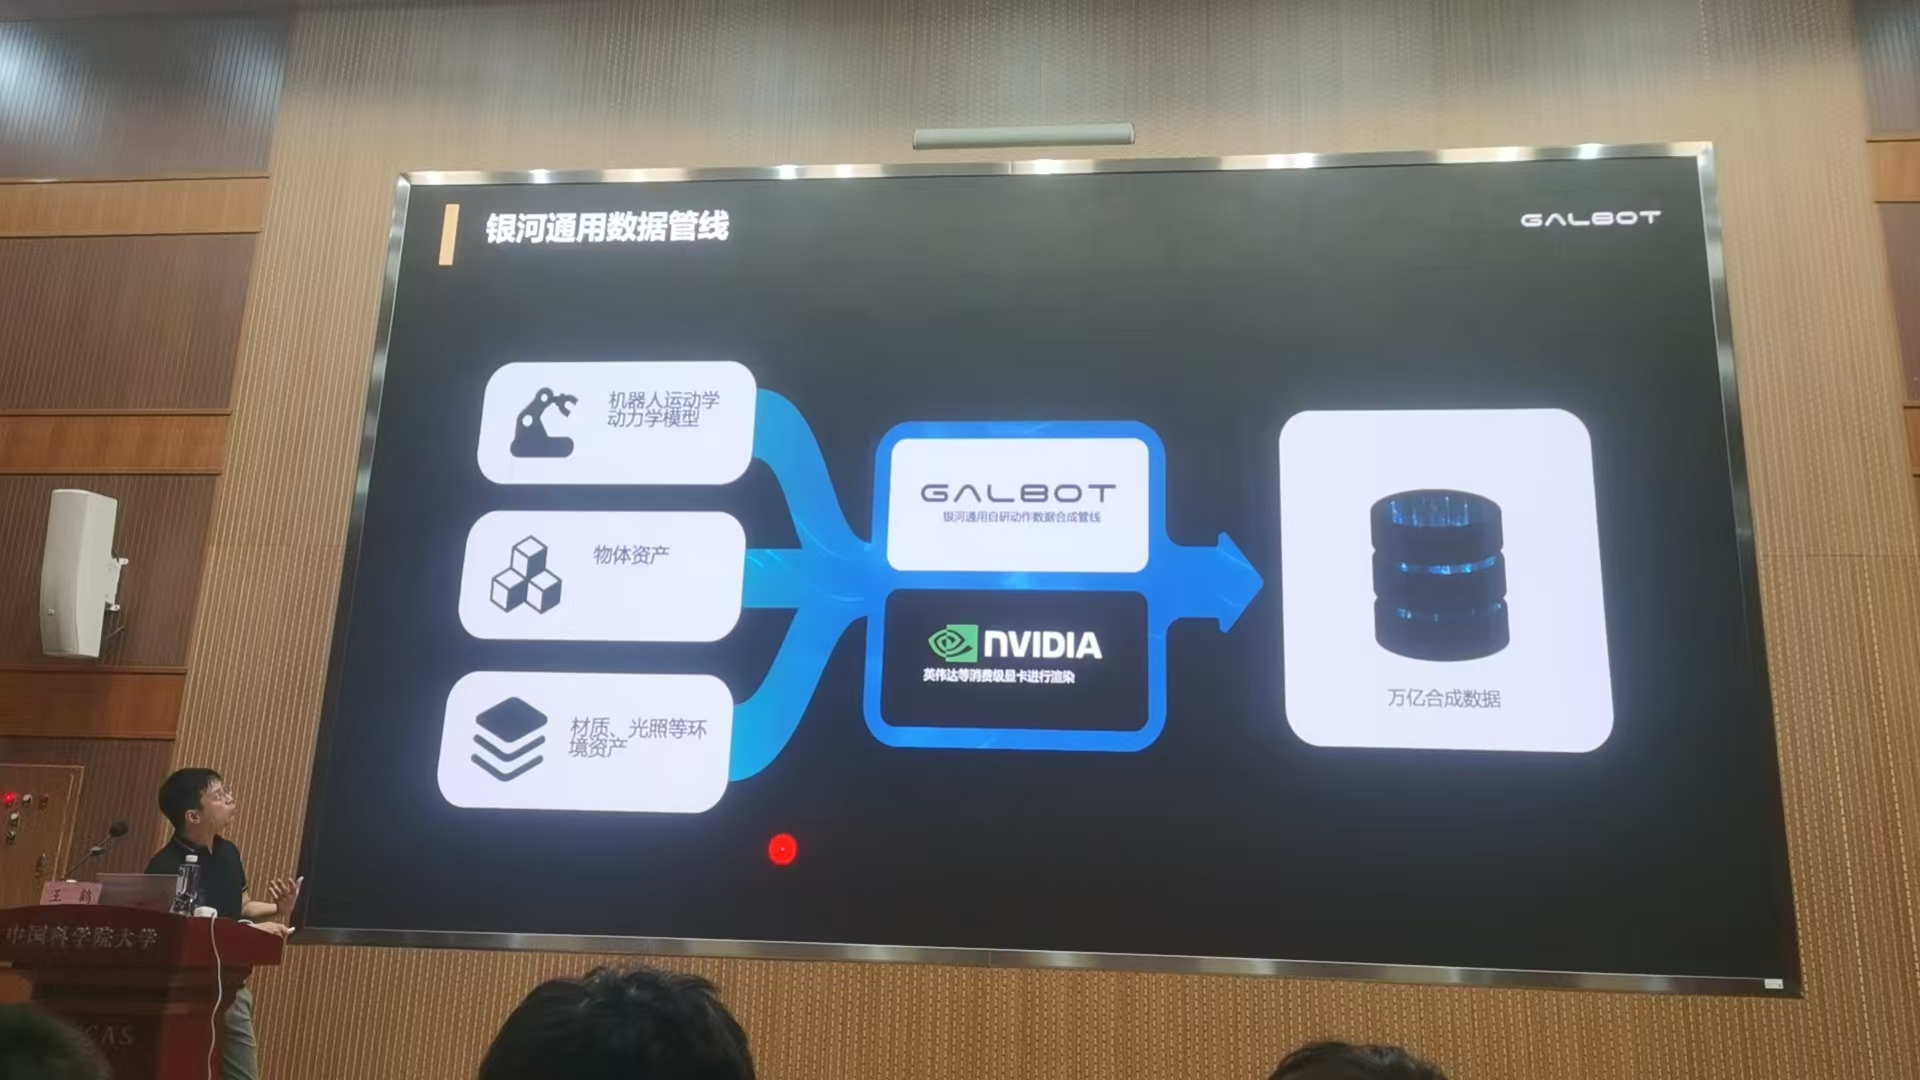 银河通用数据管线
GALBOT
机器人运动学
动力学模型
物体资产
材质、光照等环
境资产
GALBOT
银河通用自研动作数据合成管线
NVIDIA
英伟达等消费级显卡进行渲染
万亿合成数据
王 鹤
中国科学院大学
UCAS